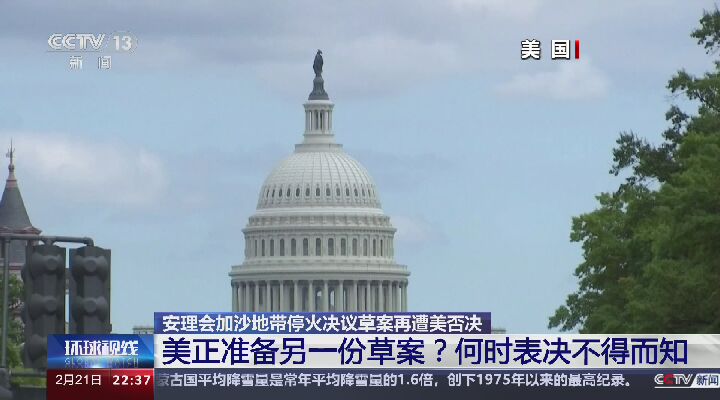 CCTV 13
新闻
美国
安理会加沙地带停火决议草案再遭美否决
环球视线
美正准备另一份草案？何时表决不得而知
2月21日 22:37
蒙古国平均降雪量是常年平均降雪量的1.6倍，创下1975年以来的最高纪录。
CCTV 新闻